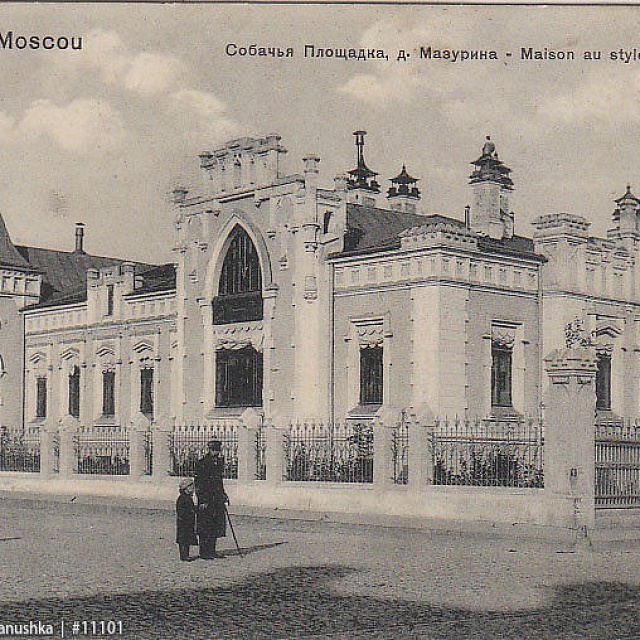 Moscou
Собачья Площадка, д. Мазурина - Maison au style
anushka | #11101